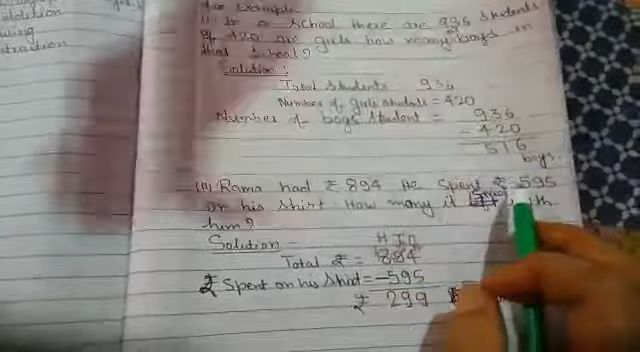 For Example
(i) In a school there are 936 students
If 420 are girls how many boys in
that school?
Solution:
Total students 936
Number of girls students = 420
Number of boys student = 936
- 420
516
boys.
(ii) Rama had ₹ 894 He spent ₹ 595
on his shirt. How many is with
him?
Solution -
H T O
Total ₹ = 894
₹ Spent on his shirt = -595
₹ 299